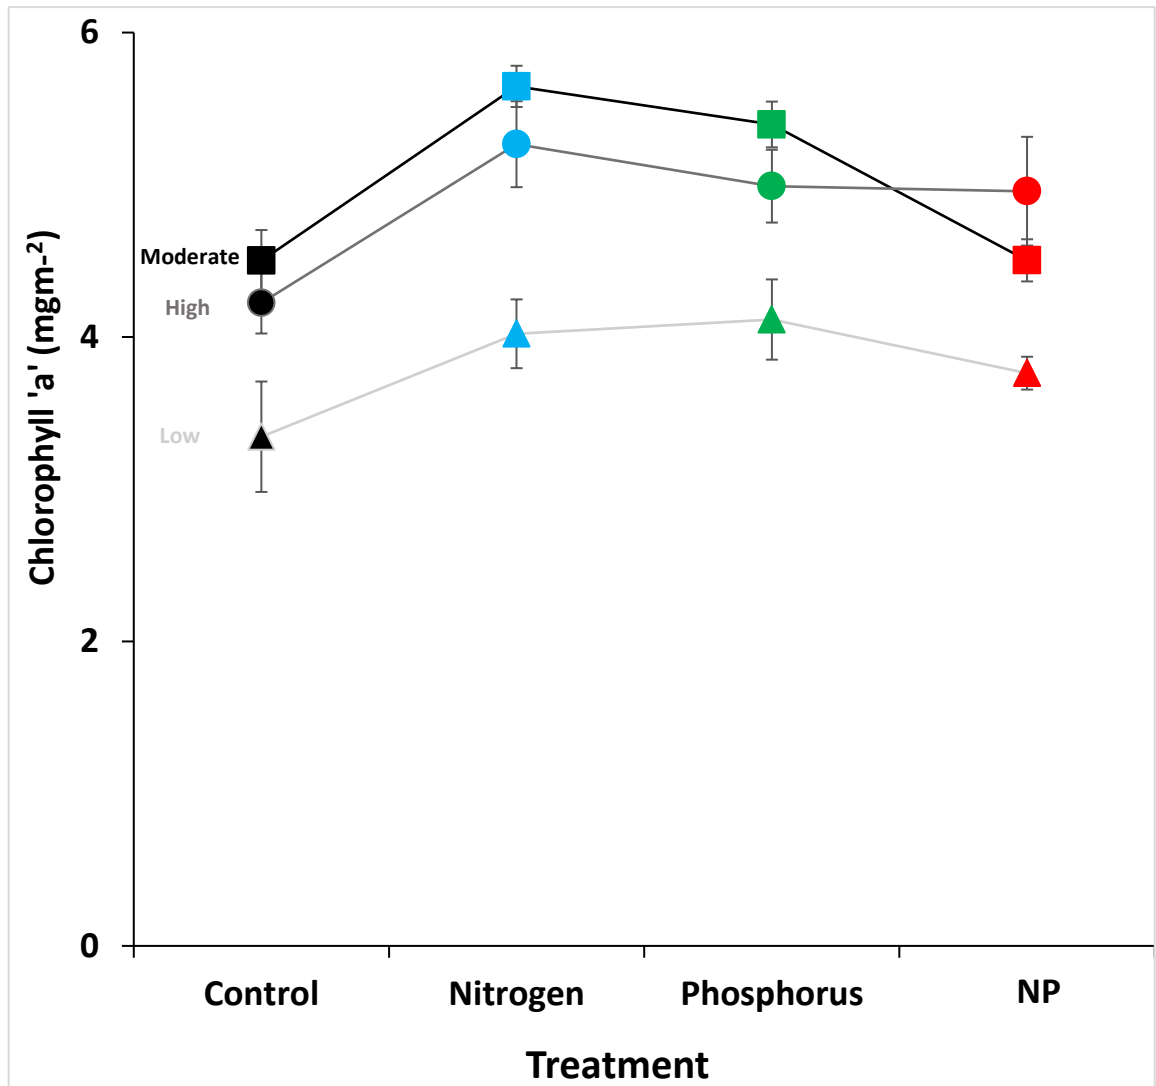 6
4
2
0
Chlorophyll 'a' (mgm-²)
Moderate
High
Low
Control Nitrogen Phosphorus NP
Treatment